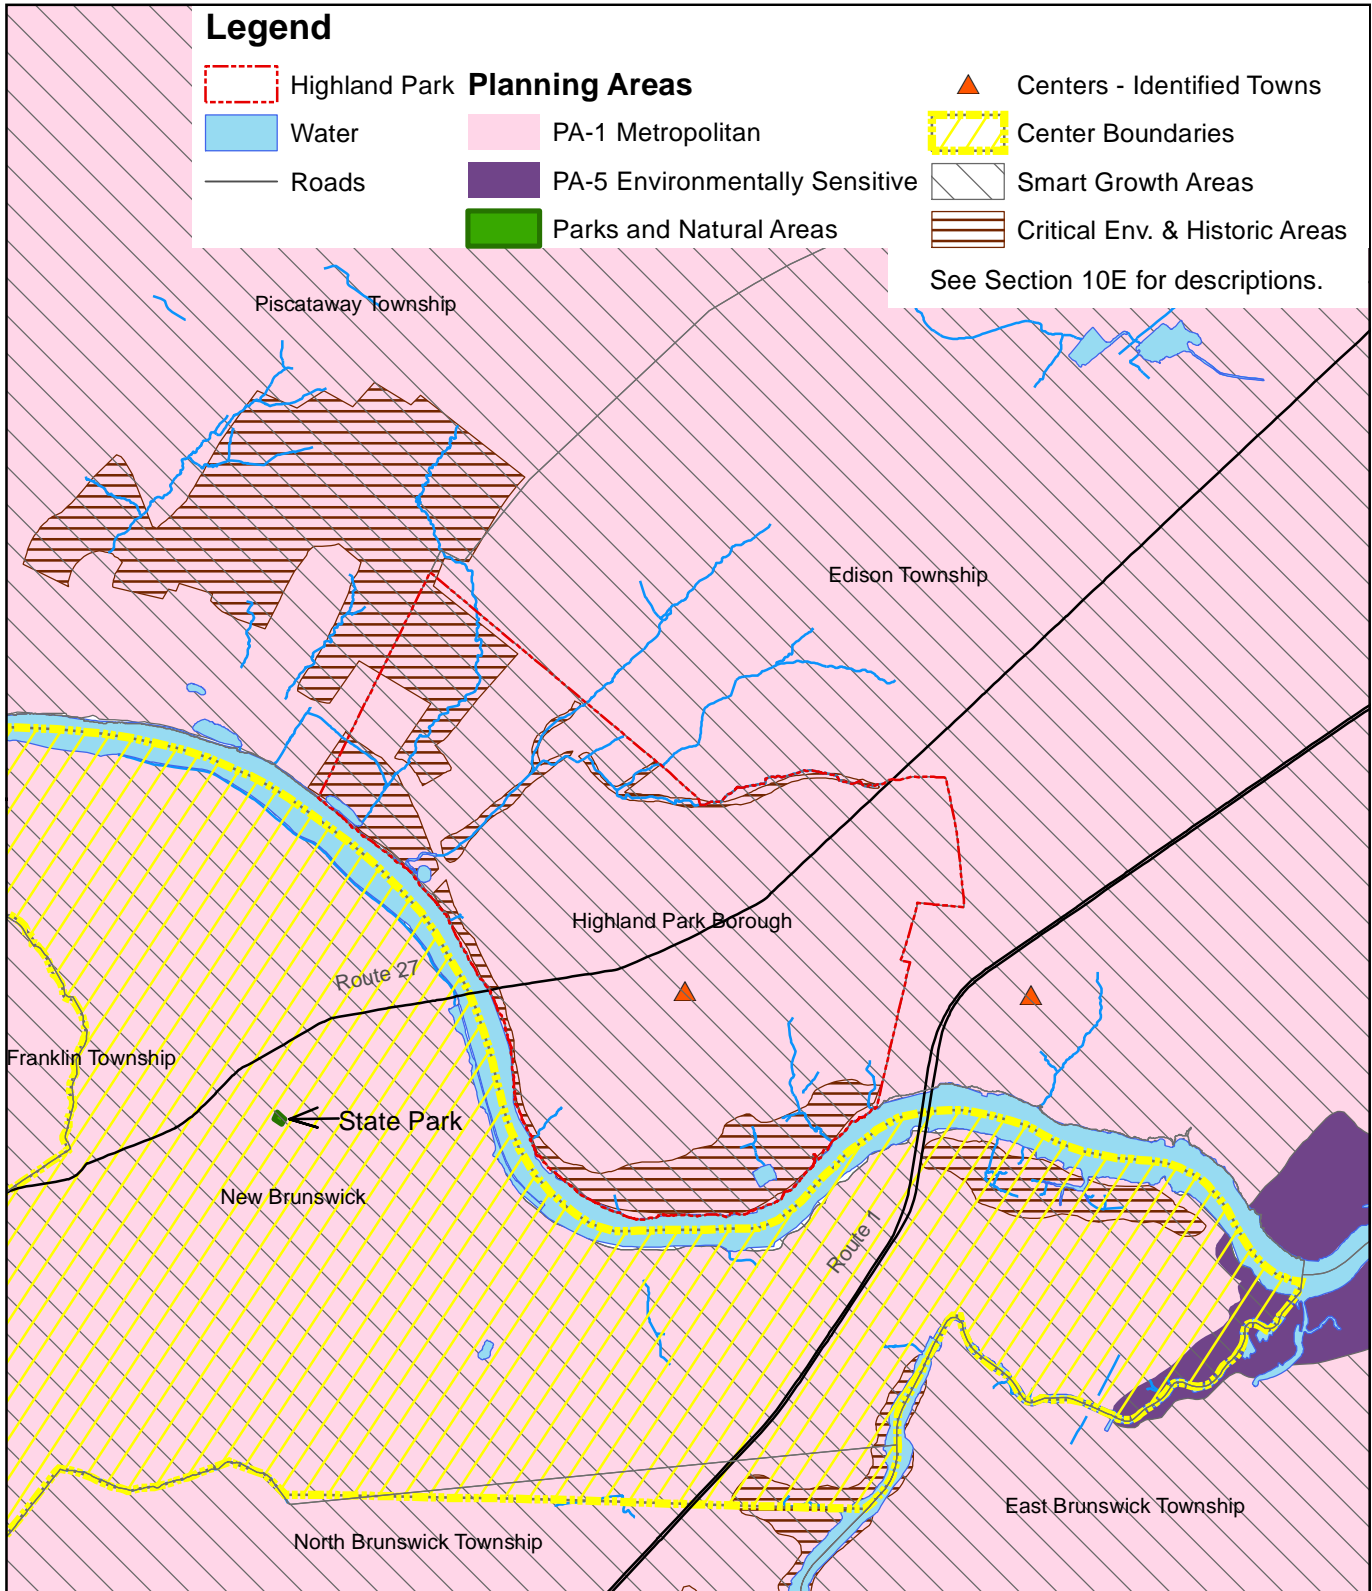 Legend
Highland Park
Water
Roads
Planning Areas
PA-1 Metropolitan
PA-5 Environmentally Sensitive
Parks and Natural Areas
Centers - Identified Towns
Center Boundaries
Smart Growth Areas
Critical Env. & Historic Areas
See Section 10E for descriptions.
Piscataway Township
Edison Township
Highland Park Borough
Route 27
Franklin Township
State Park
New Brunswick
Route 1
East Brunswick Township
North Brunswick Township